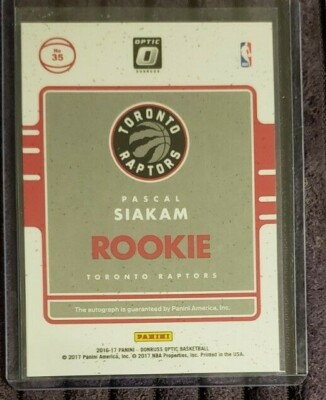 No.
35
OPTIC
O
DONRUSS
NBA
TORONTO
RAPTORS
PASCAL
SIAKAM
ROOKIE
TORONTO RAPTORS
The autograph is guaranteed by Panini America, Inc.
PANINI
2016-17 PANINI - DONRUSS OPTIC BASKETBALL
© 2017 Panini America, Inc. © 2017 NBA Properties, Inc. Printed in the USA.